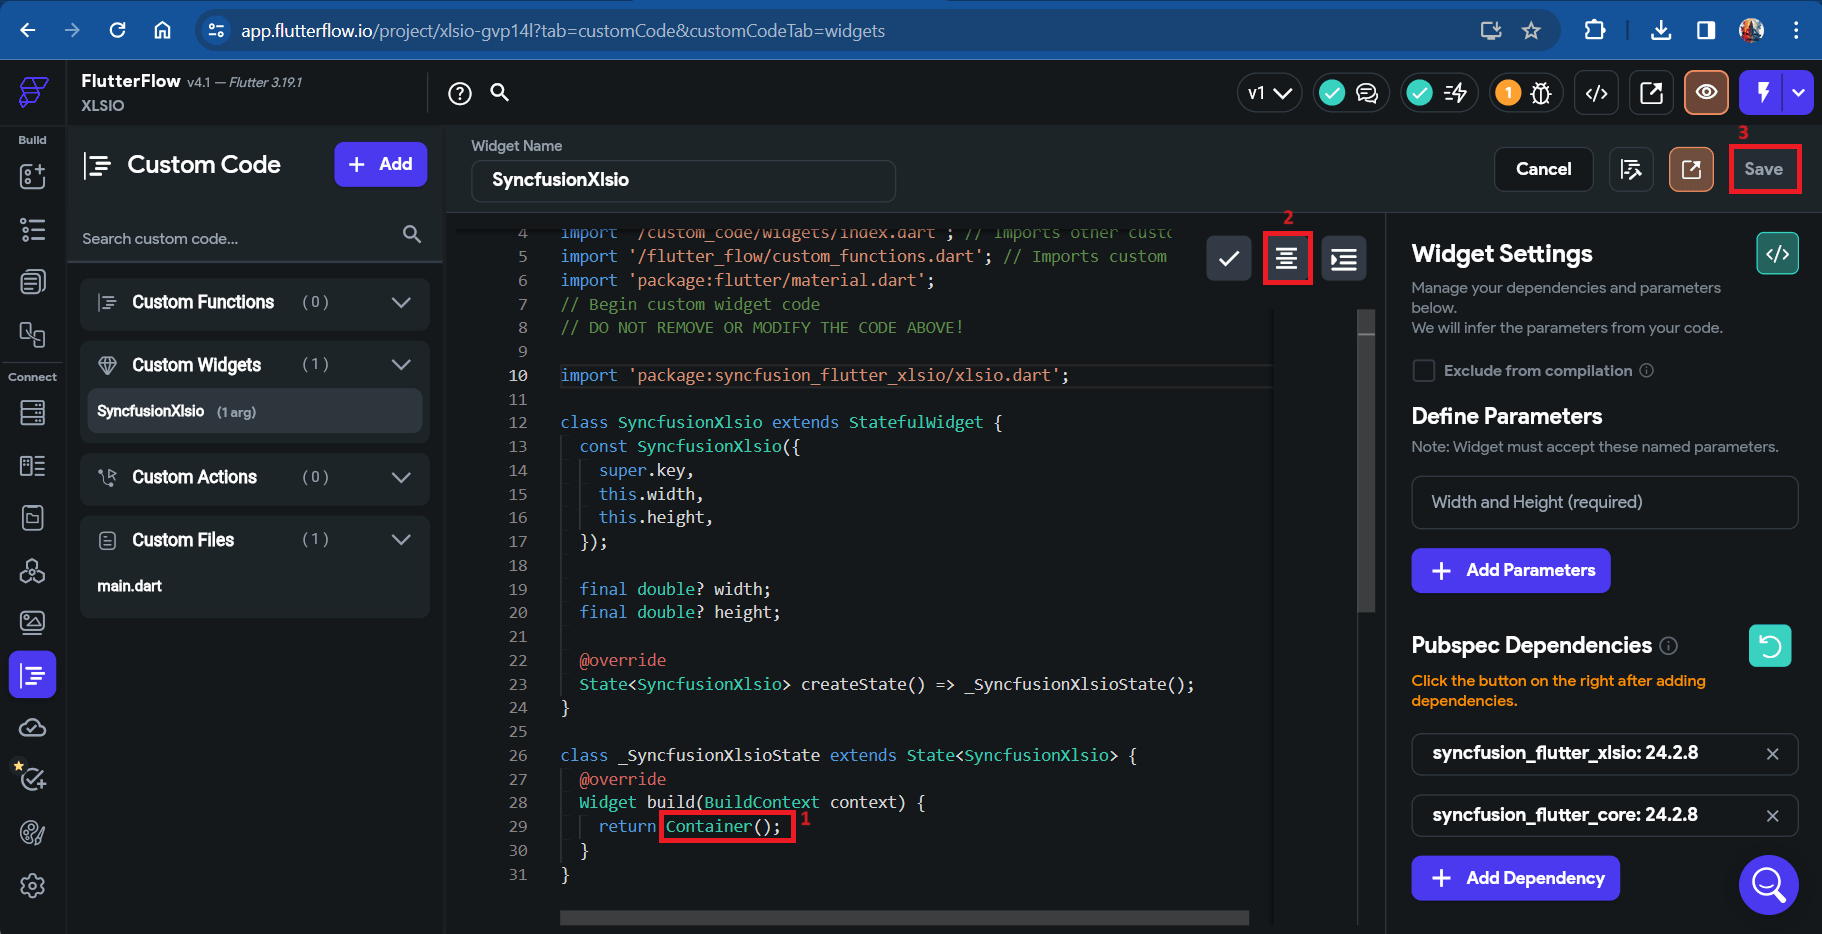 app.flutterflow.io/project/xlsio-gvp14l?tab=customCode&customCodeTab=widgets
FlutterFlow v4.1 — Flutter 3.19.1
XLSIO
v1
1
Build
Connect
Custom Code
+ Add
Search custom code...
Custom Functions (0)
Custom Widgets (1)
SyncfusionXlsio (1 arg)
Custom Actions (0)
Custom Files (1)
main.dart
Widget Name
SyncfusionXlsio
Cancel
Save
3
2
4 import '/custom_code/widgets/index.dart'; // Imports other custo
5 import '/flutter_flow/custom_functions.dart'; // Imports custom
6 import 'package:flutter/material.dart';
7 // Begin custom widget code
8 // DO NOT REMOVE OR MODIFY THE CODE ABOVE!
9
10 import 'package:syncfusion_flutter_xlsio/xlsio.dart';
11
12 class SyncfusionXlsio extends StatefulWidget {
13 const SyncfusionXlsio({
14 super.key,
15 this.width,
16 this.height,
17 });
18
19 final double? width;
20 final double? height;
21
22 @override
23 State<SyncfusionXlsio> createState() => _SyncfusionXlsioState();
24 }
25
26 class _SyncfusionXlsioState extends State<SyncfusionXlsio> {
27 @override
28 Widget build(BuildContext context) {
29 return Container(); 1
30 }
31 }
Widget Settings
Manage your dependencies and parameters
below.
We will infer the parameters from your code.
Exclude from compilation
Define Parameters
Note: Widget must accept these named parameters.
Width and Height (required)
+ Add Parameters
Pubspec Dependencies
Click the button on the right after adding
dependencies.
syncfusion_flutter_xlsio: 24.2.8
syncfusion_flutter_core: 24.2.8
+ Add Dependency